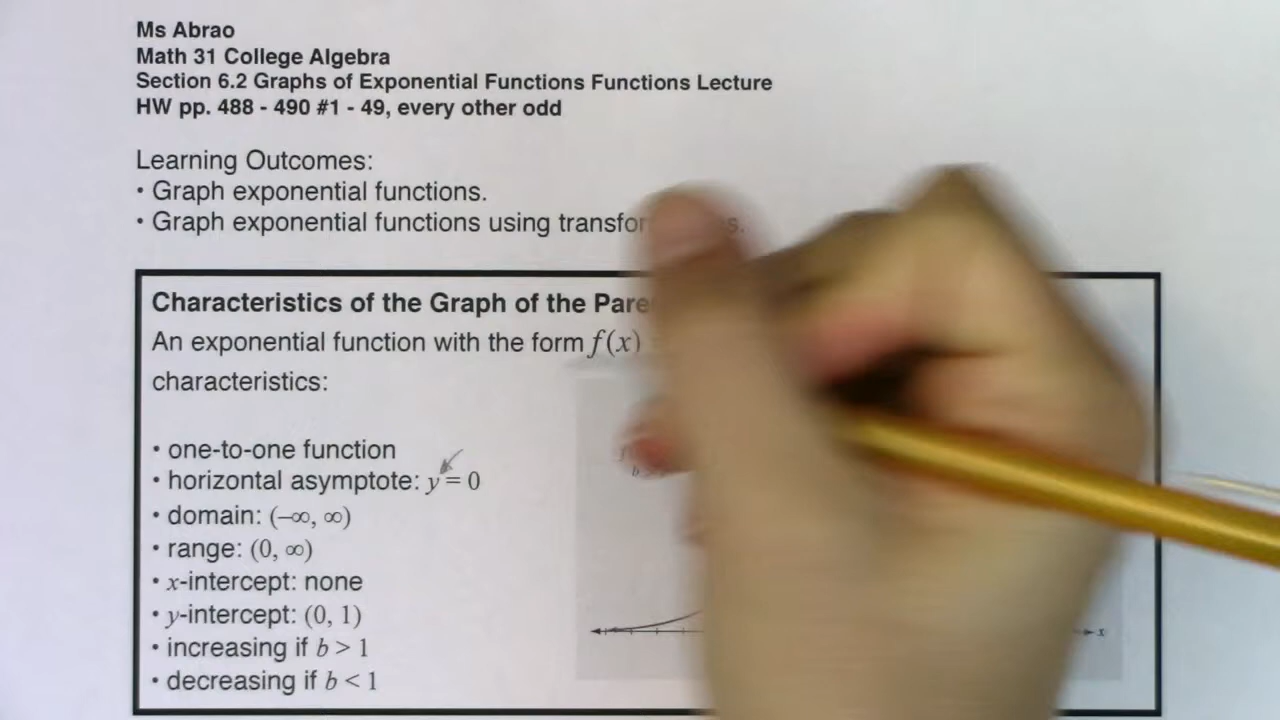 Ms Abrao
Math 31 College Algebra
Section 6.2 Graphs of Exponential Functions Functions Lecture
HW pp. 488 - 490 #1 - 49, every other odd
Learning Outcomes:
• Graph exponential functions.
• Graph exponential functions using
Characteristics of the Graph of the
An exponential function with the form f(x)
characteristics:
• one-to-one function
• horizontal asymptote: y = 0
• domain: (–∞, ∞)
• range: (0, ∞)
• x-intercept: none
• y-intercept: (0, 1)
• increasing if b > 1
• decreasing if b < 1
x